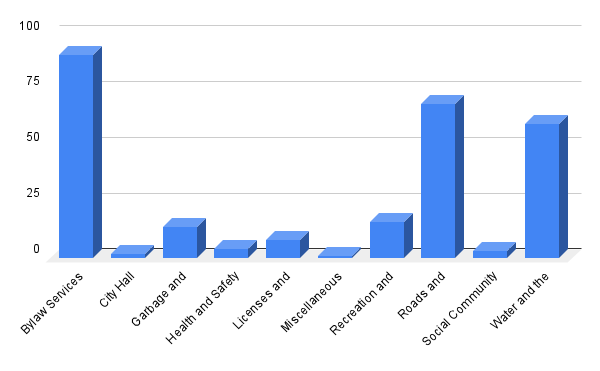 100
75
50
25
0
Bylaw Services
City Hall
Garbage and
Health and Safety
Licenses and
Miscellaneous
Recreation and
Roads and
Social Community
Water and the